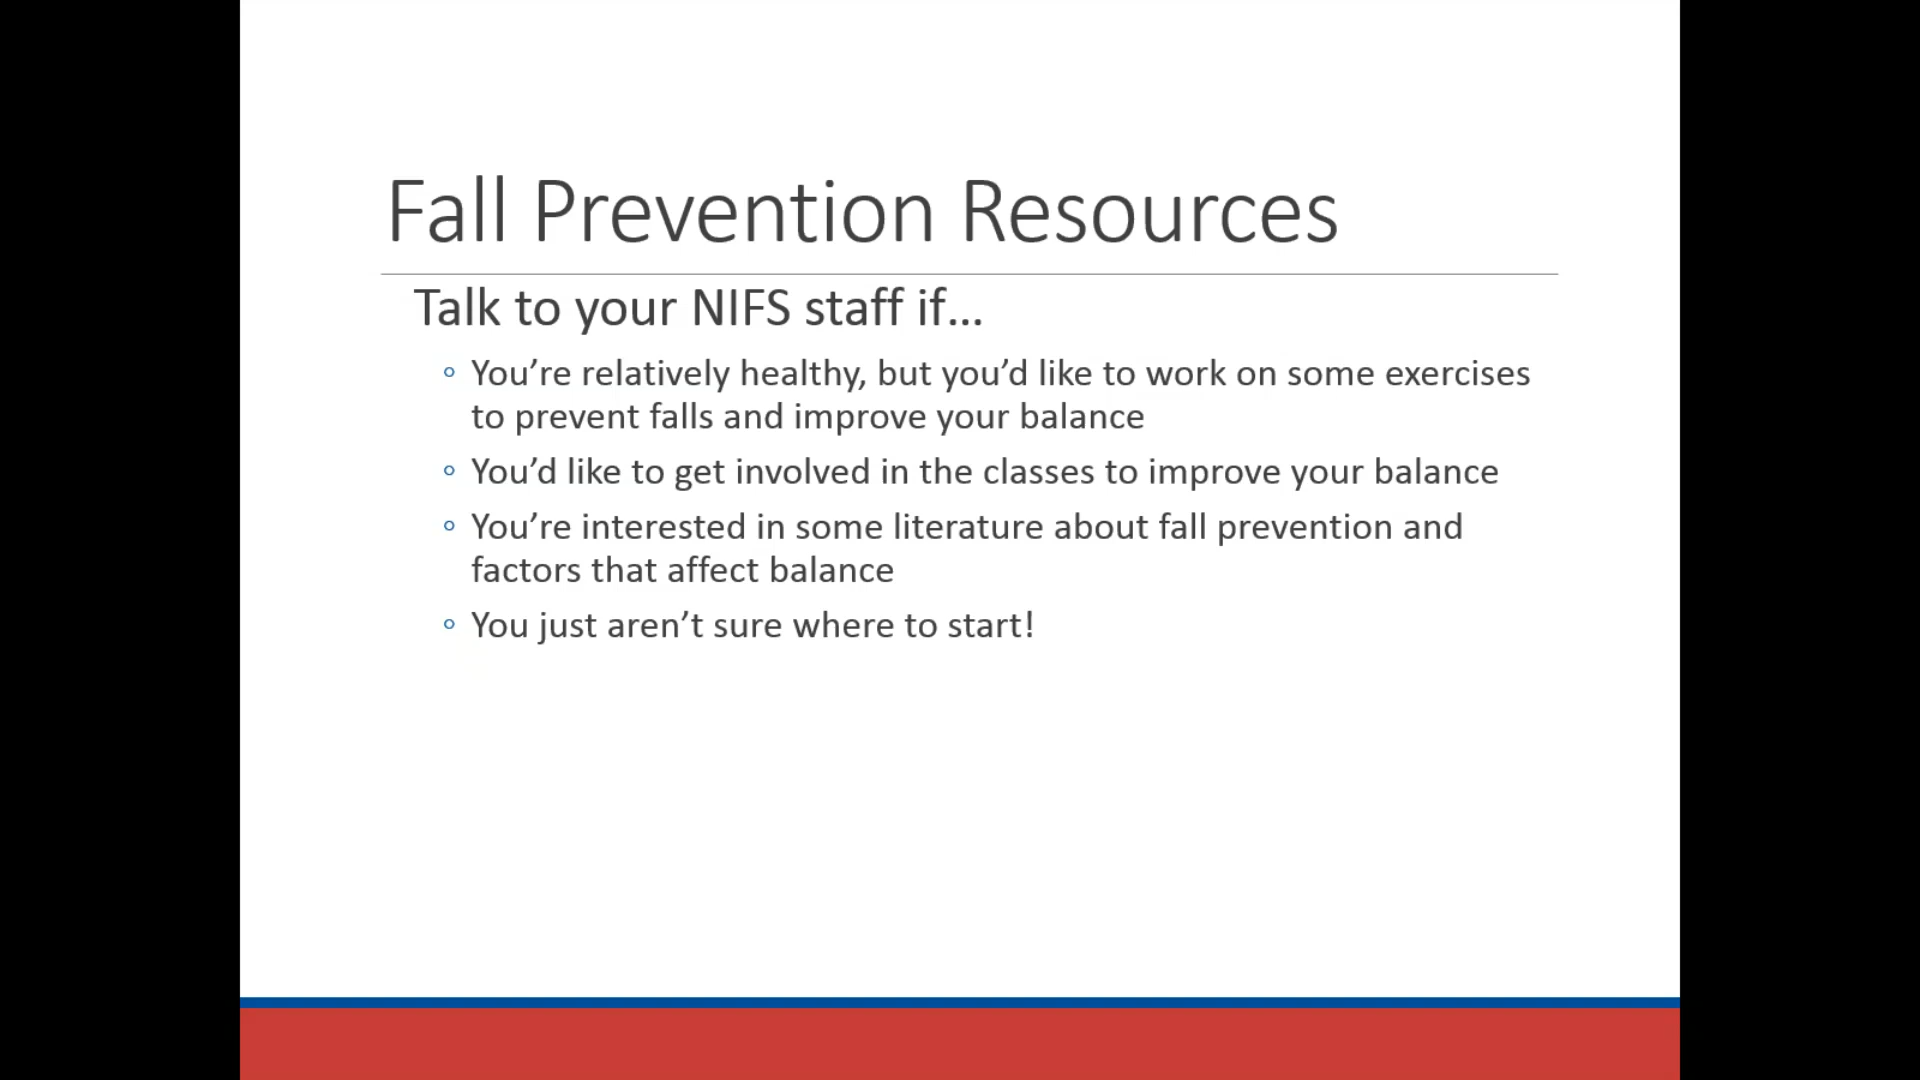 Fall Prevention Resources
Talk to your NIFS staff if…
◦ You’re relatively healthy, but you’d like to work on some exercises
to prevent falls and improve your balance
◦ You’d like to get involved in the classes to improve your balance
◦ You’re interested in some literature about fall prevention and
factors that affect balance
◦ You just aren’t sure where to start!